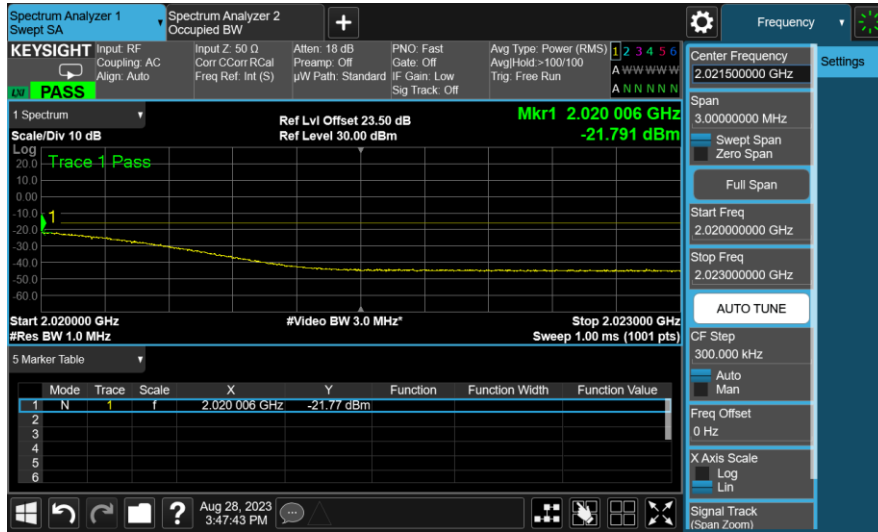 Spectrum Analyzer 1
Swept SA
Spectrum Analyzer 2
Occupied BW
+
Frequency
KEYSIGHT
Input: RF
Coupling: AC
Align: Auto
Input Z: 50 Ω
Corr CCorr RCal
Freq Ref: Int (S)
Atten: 18 dB
Preamp: Off
µW Path: Standard
PNO: Fast
Gate: Off
IF Gain: Low
Sig Track: Off
Avg Type: Power (RMS)
Avg|Hold:>100/100
Trig: Free Run
1 2 3 4 5 6
A W W W W W
A N N N N N
LXI
PASS
1 Spectrum
Scale/Div 10 dB
Ref Lvl Offset 23.50 dB
Ref Level 30.00 dBm
Mkr1 2.020 006 GHz
-21.791 dBm
Log
Trace 1 Pass
20.0
10.0
0.00
-10.0
1
-20.0
-30.0
-40.0
-50.0
-60.0
Start 2.020000 GHz
#Res BW 1.0 MHz
#Video BW 3.0 MHz*
Stop 2.023000 GHz
Sweep 1.00 ms (1001 pts)
5 Marker Table
Mode Trace Scale X Y Function Function Width Function Value
1 N 1 f 2.020 006 GHz -21.77 dBm
2
3
4
5
6
Aug 28, 2023
3:47:43 PM
?
Center Frequency
2.021500000 GHz
Settings
Span
3.00000000 MHz
Swept Span
Zero Span
Full Span
Start Freq
2.020000000 GHz
Stop Freq
2.023000000 GHz
AUTO TUNE
CF Step
300.000 kHz
Auto
Man
Freq Offset
0 Hz
X Axis Scale
Log
Lin
Signal Track
(Span Zoom)